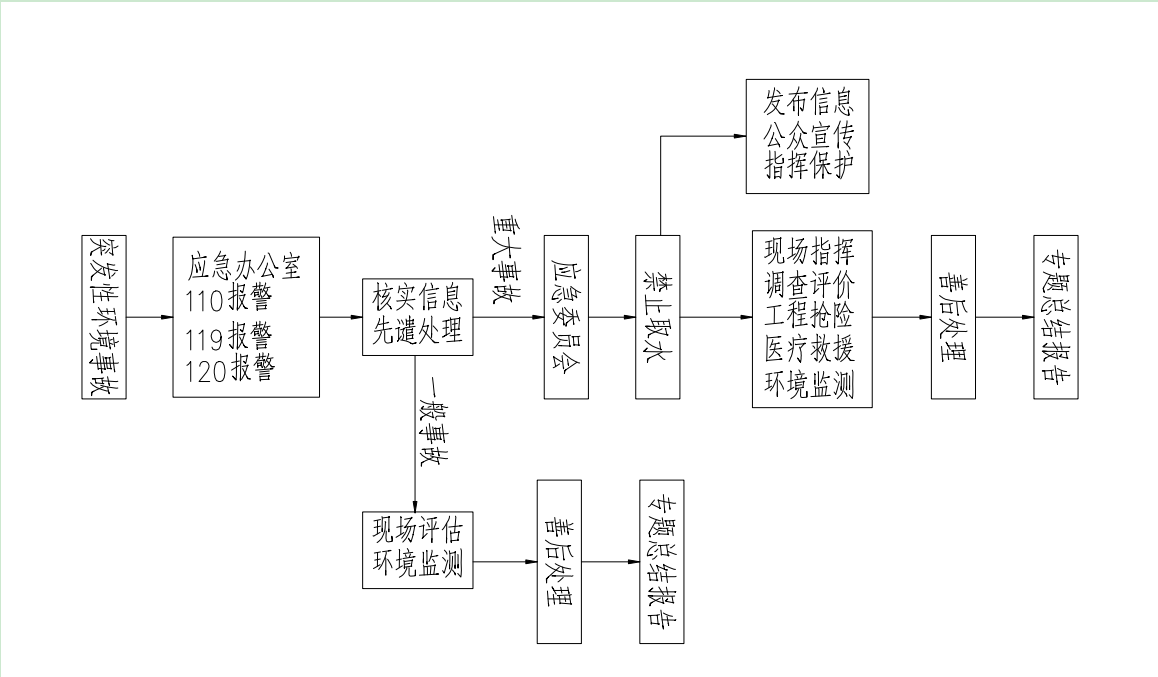 发布信息
公众宣传
指挥保护
突发性环境事故
应急办公室
110报警
119报警
120报警
核实信息
先遣处理
重大事故
应急委员会
禁止取水
现场指挥
调查评价
工程抢险
医疗救援
环境监测
善后处理
专题总结报告
一般事故
现场评估
环境监测
善后处理
专题总结报告